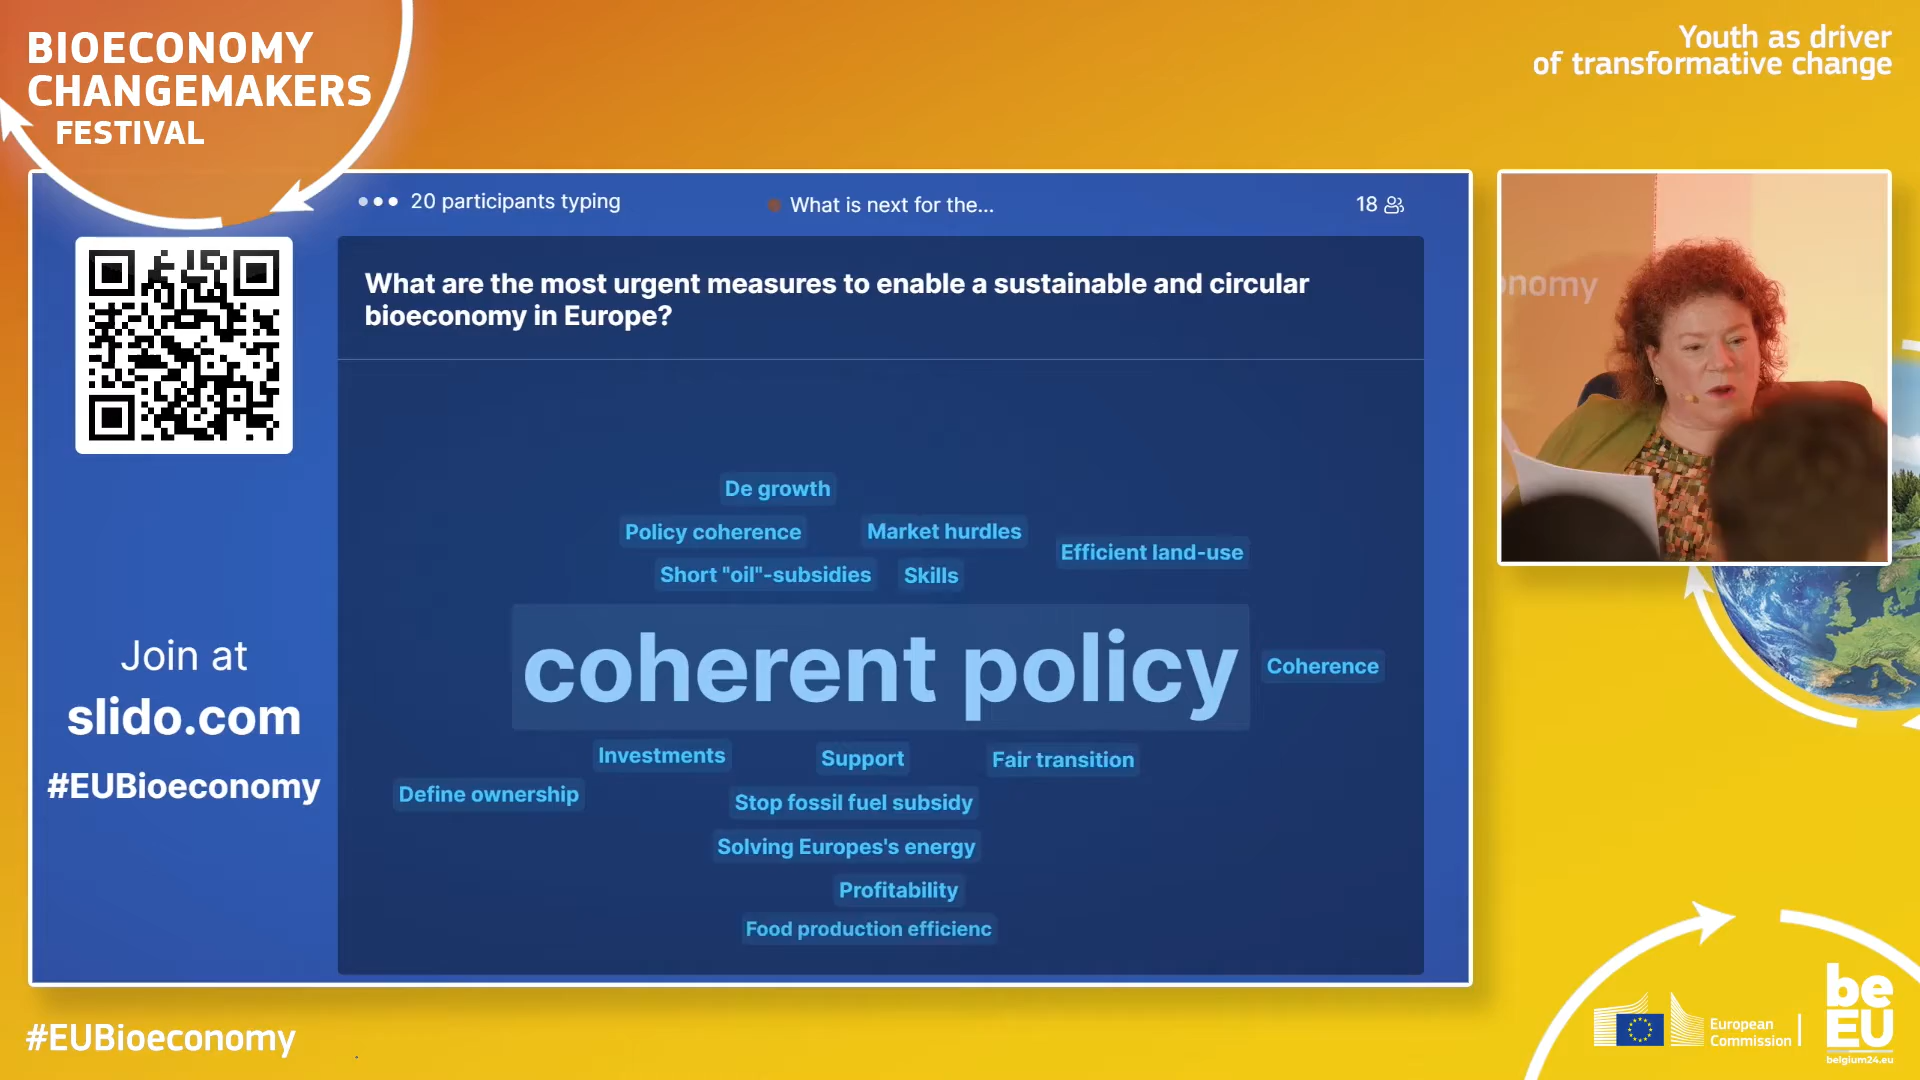 BIOECONOMY
CHANGEMAKERS
FESTIVAL
Youth as driver
of transformative change
20 participants typing
What is next for the...
18
What are the most urgent measures to enable a sustainable and circular
bioeconomy in Europe?
onomy
De growth
Policy coherence
Market hurdles
Efficient land-use
Short "oil"-subsidies
Skills
coherent policy
Coherence
Investments
Support
Fair transition
Define ownership
Stop fossil fuel subsidy
Solving Europes's energy
Profitability
Food production efficienc
Join at
slido.com
#EUBioeconomy
#EUBioeconomy
European
Commission
be
EU
belgium24.eu